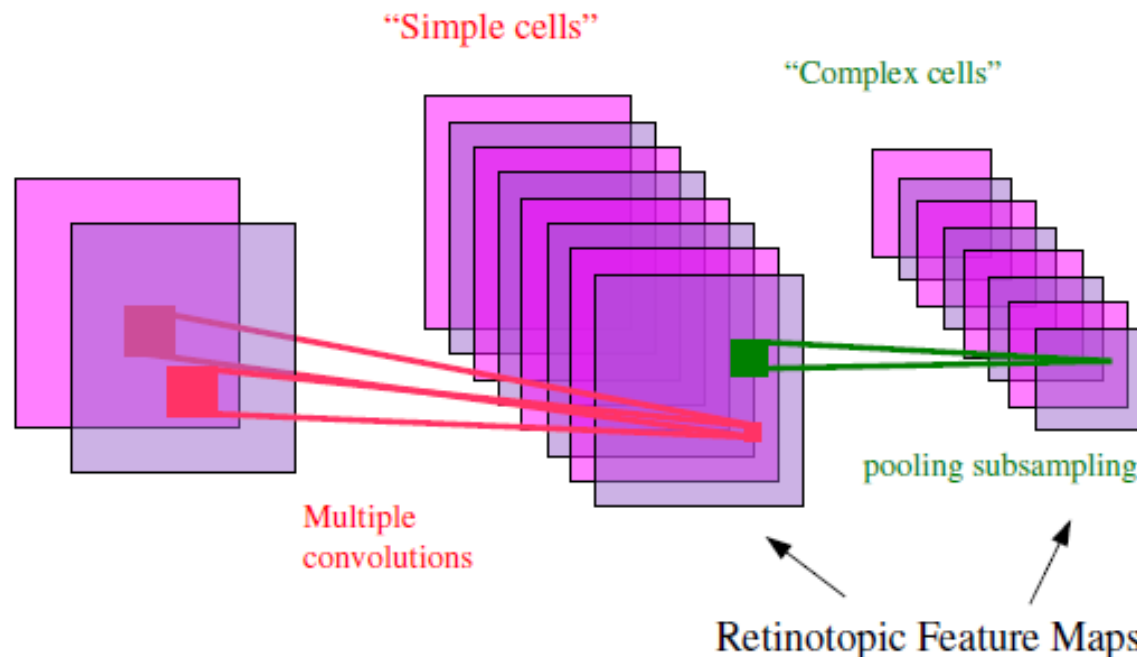 “Simple cells”
“Complex cells”
pooling subsampling
Multiple
convolutions
Retinotopic Feature Maps